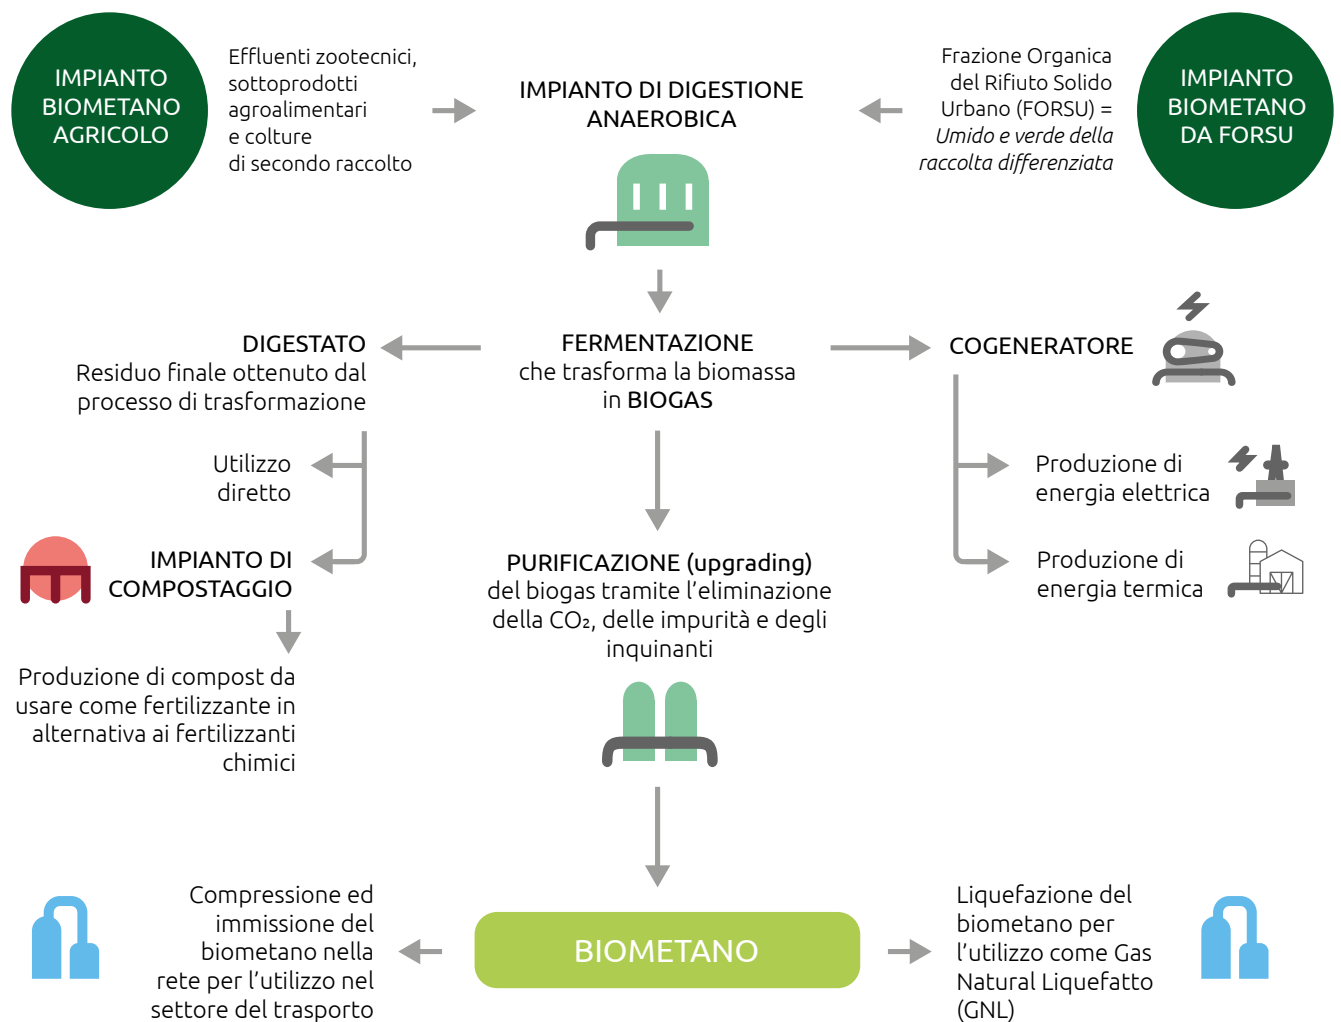 IMPIANTO
BIOMETANO
AGRICOLO
Effluenti zootecnici,
sottoprodotti
agroalimentari
e colture
di secondo raccolto
IMPIANTO DI DIGESTIONE
ANAEROBICA
Frazione Organica
del Rifiuto Solido
Urbano (FORSU) =
Umido e verde della
raccolta differenziata
IMPIANTO
BIOMETANO
DA FORSU
DIGESTATO
Residuo finale ottenuto dal
processo di trasformazione
FERMENTAZIONE
che trasforma la biomassa
in BIOGAS
COGENERATORE
Utilizzo
diretto
Produzione di
energia elettrica
IMPIANTO DI
COMPOSTAGGIO
PURIFICAZIONE (upgrading)
del biogas tramite l’eliminazione
della CO₂, delle impurità e degli
inquinanti
Produzione di
energia termica
Produzione di compost da
usare come fertilizzante in
alternativa ai fertilizzanti
chimici
Compressione ed
immissione del
biometano nella
rete per l’utilizzo nel
settore del trasporto
BIOMETANO
Liquefazione del
biometano per
l’utilizzo come Gas
Natural Liquefatto
(GNL)